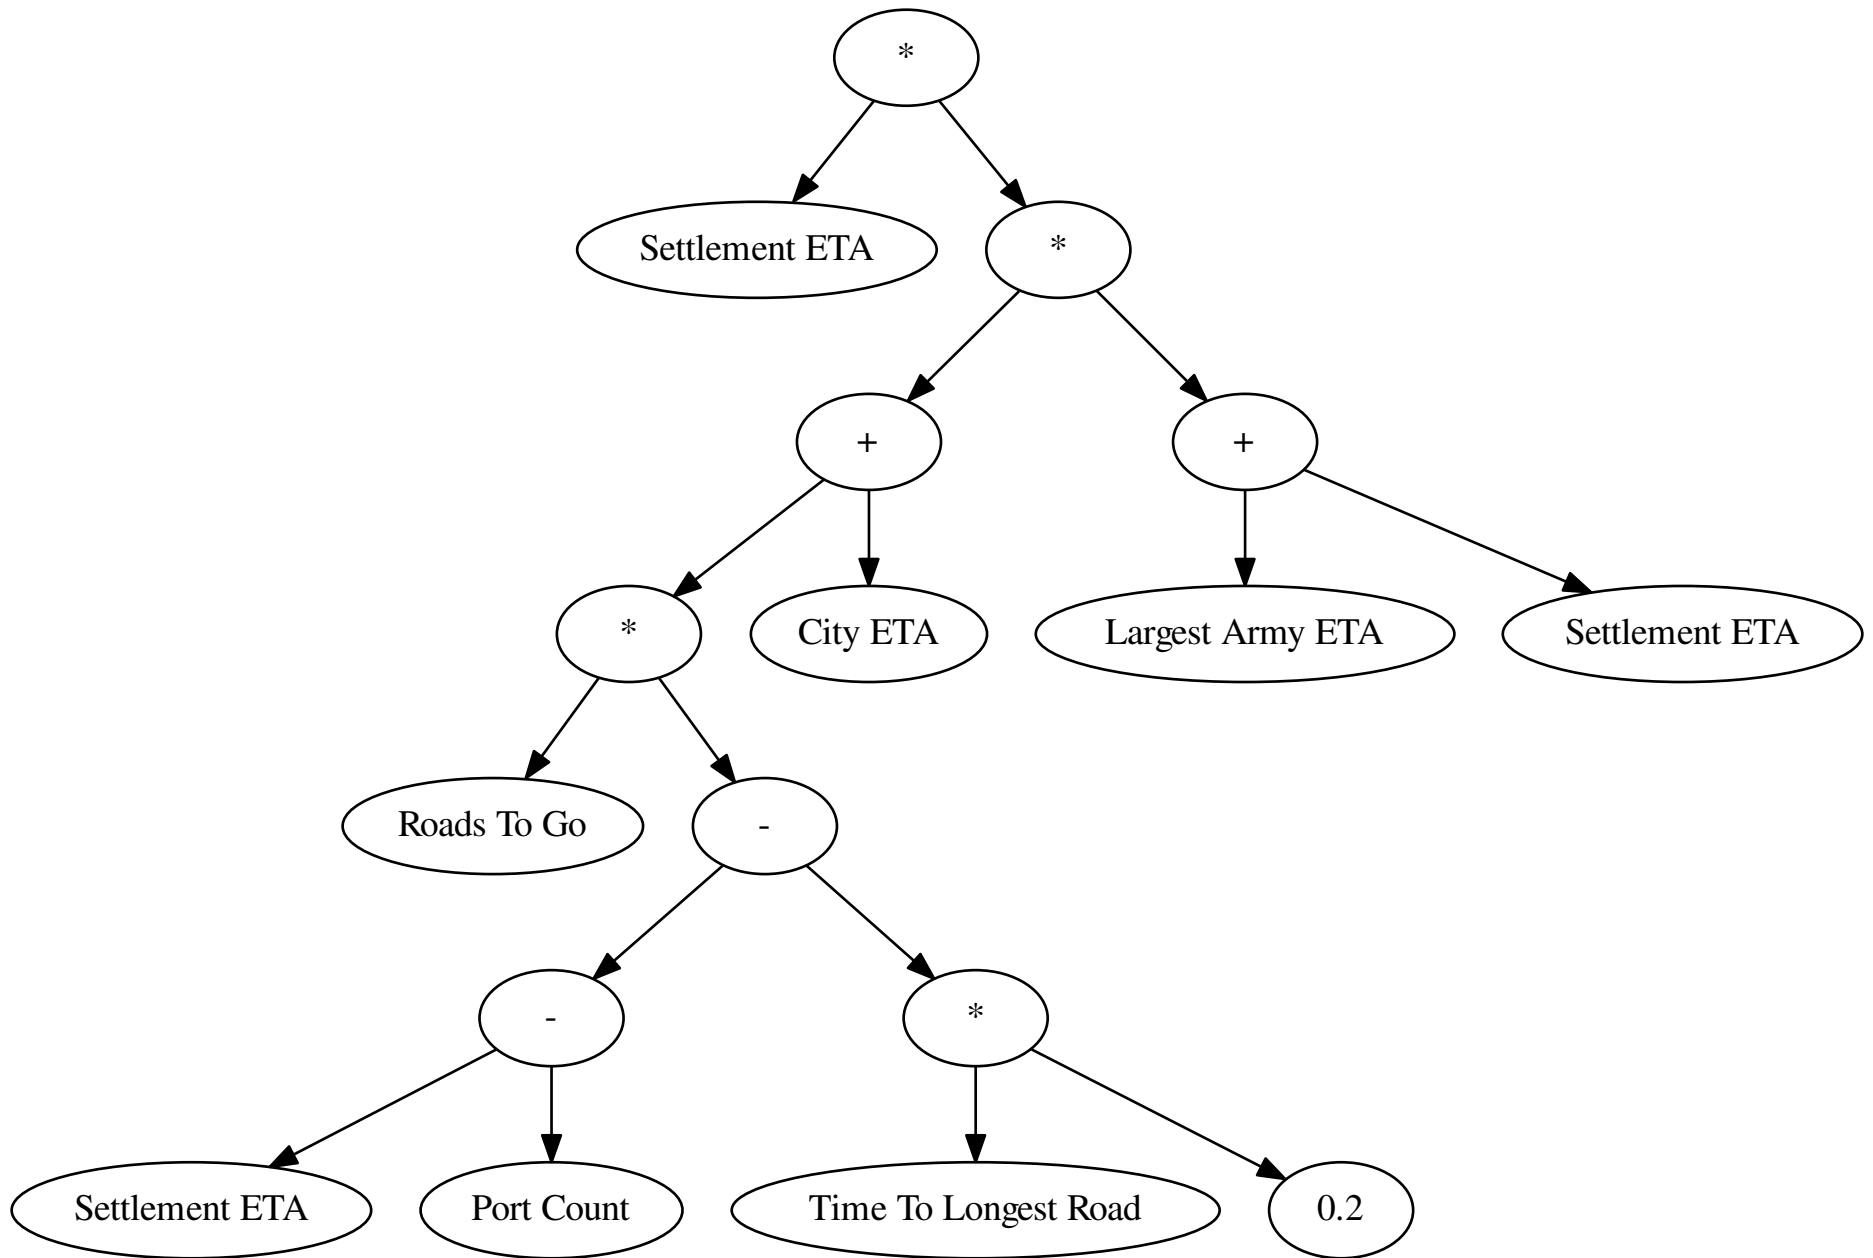 *
Settlement ETA
*
+
+
*
City ETA
Largest Army ETA
Settlement ETA
Roads To Go
-
-
*
Settlement ETA
Port Count
Time To Longest Road
0.2